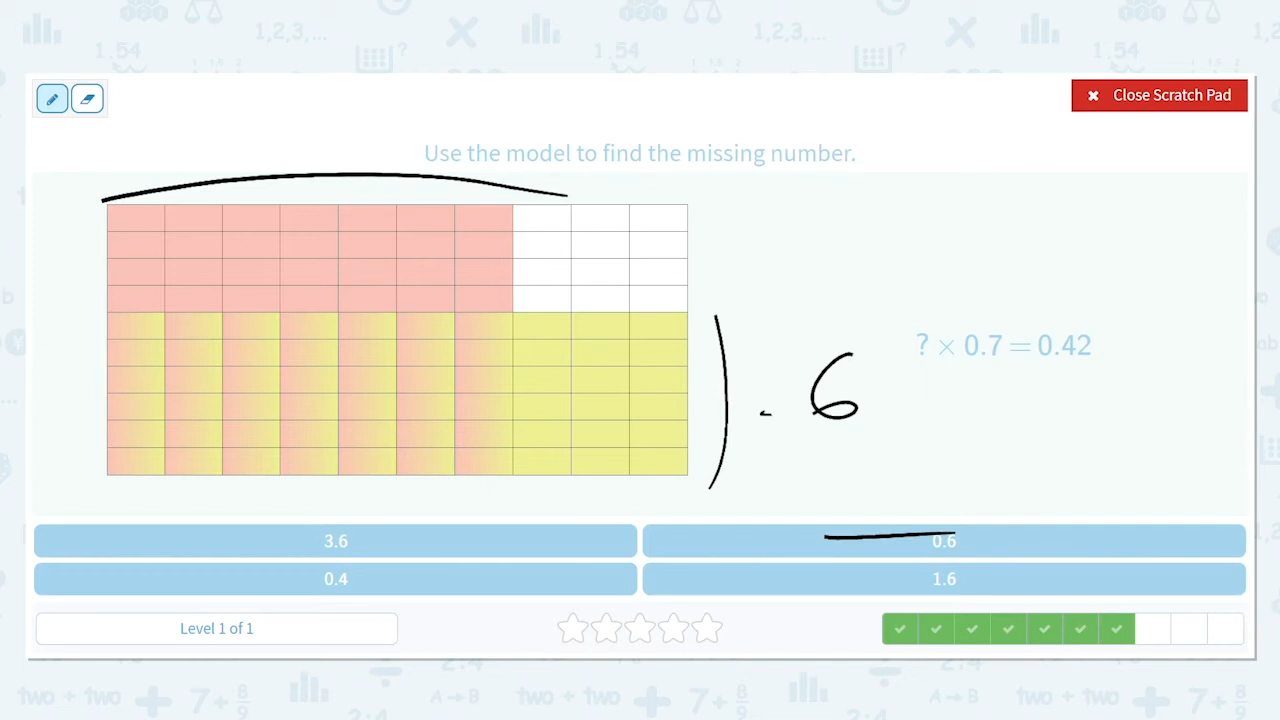 Close Scratch Pad
Use the model to find the missing number.
? × 0.7 = 0.42
. 6
3.6
0.6
0.4
1.6
Level 1 of 1